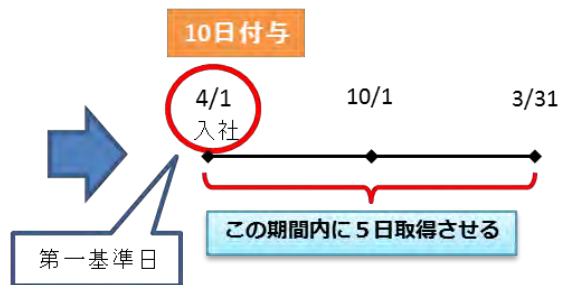 10日付与
4/1
10/1
3/31
入社
この期間内に５日取得させる
第一基準日